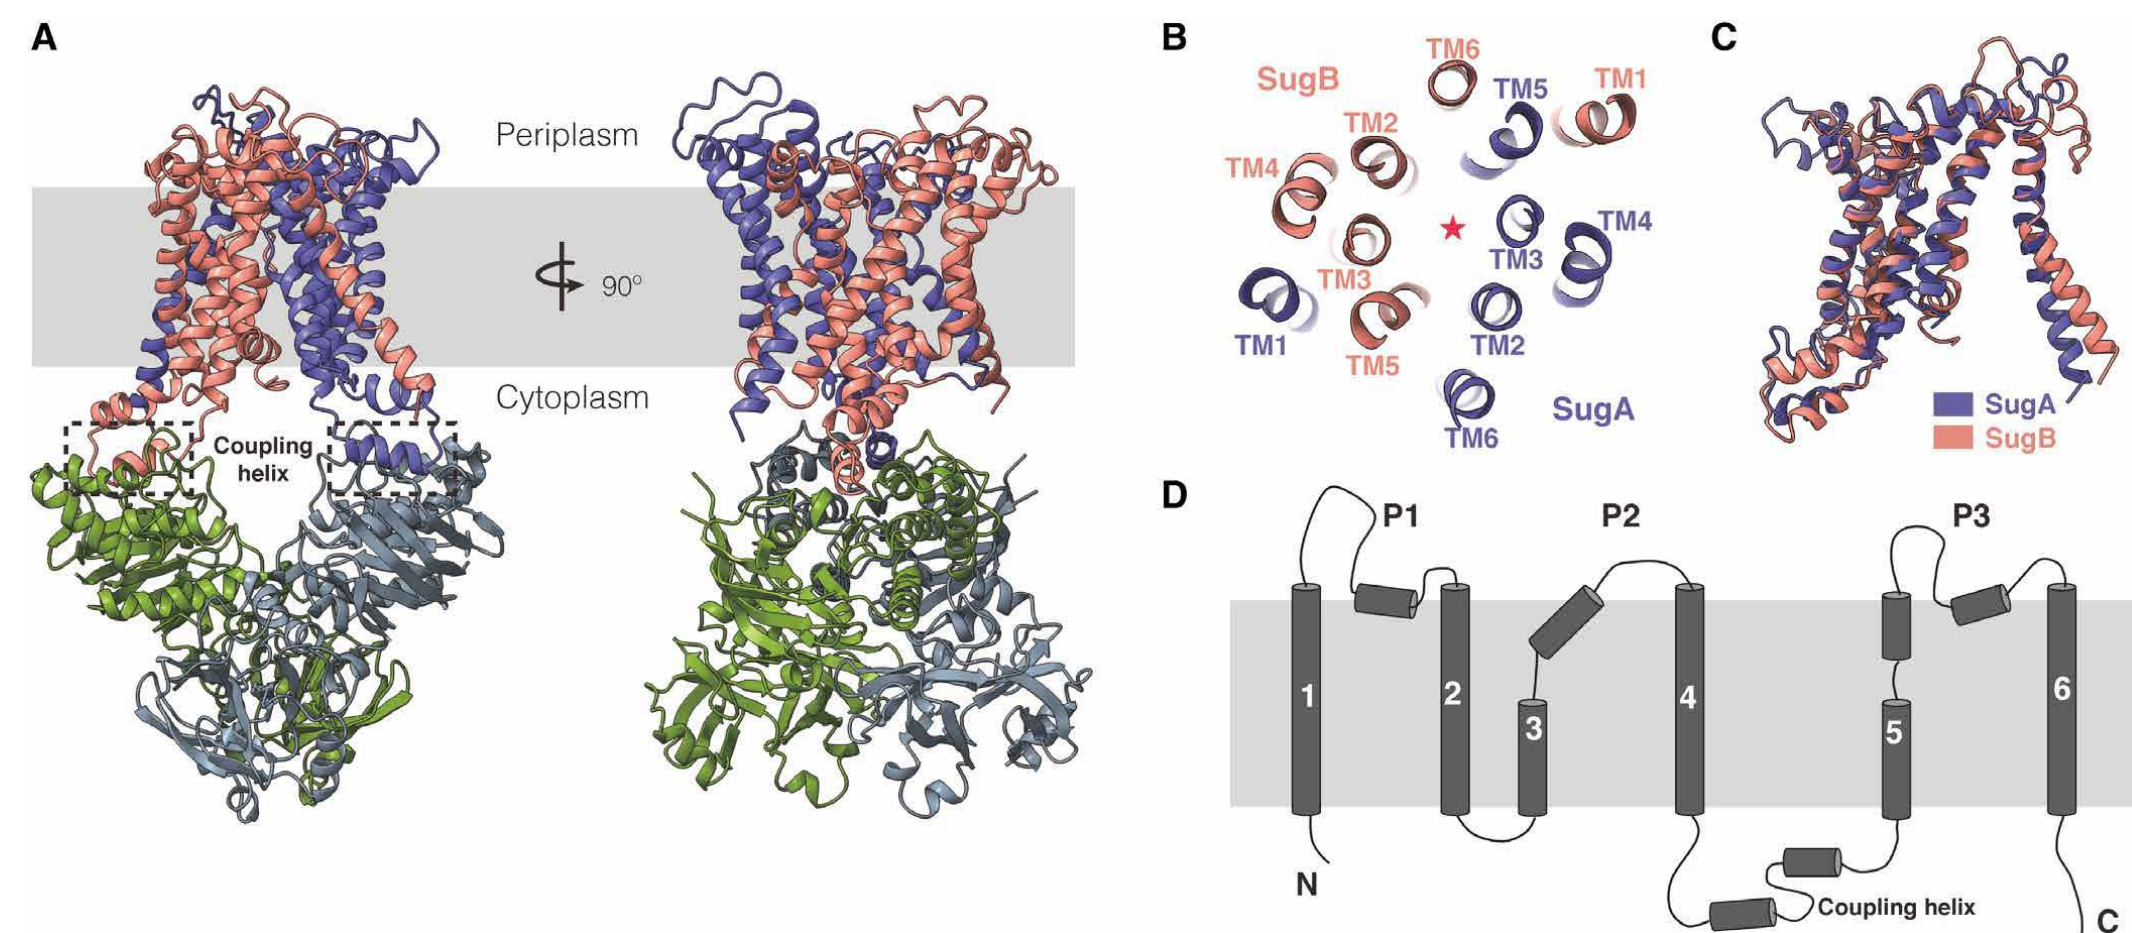 A
Periplasm
90°
Cytoplasm
Coupling
helix
B
SugB
TM6
TM5
TM1
TM2
TM4
TM4
TM3
TM3
TM1
TM5
TM2
SugA
TM6
C
SugA
SugB
D
P1
P2
P3
1
2
3
4
5
6
N
Coupling helix
C